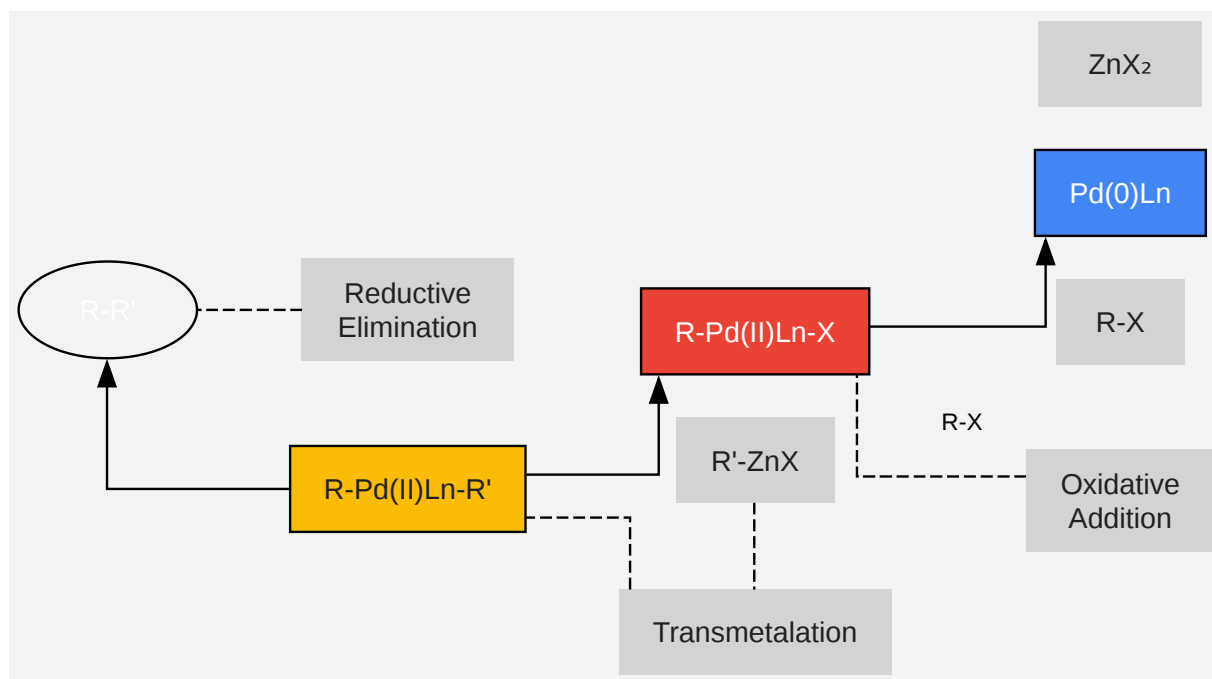 ZnX₂
Pd(0)Ln
R-R'
Reductive
Elimination
R-Pd(II)Ln-X
R-X
R-X
R'-ZnX
R-Pd(II)Ln-R'
Oxidative
Addition
Transmetalation